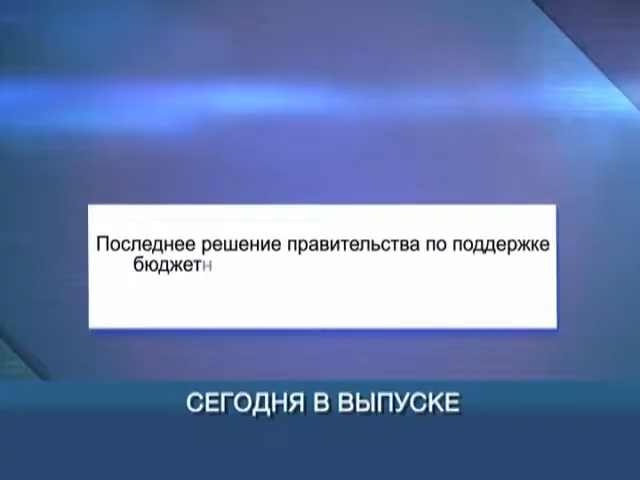 Последнее решение правительства по поддержке
бюджетн
СЕГОДНЯ В ВЫПУСКЕ